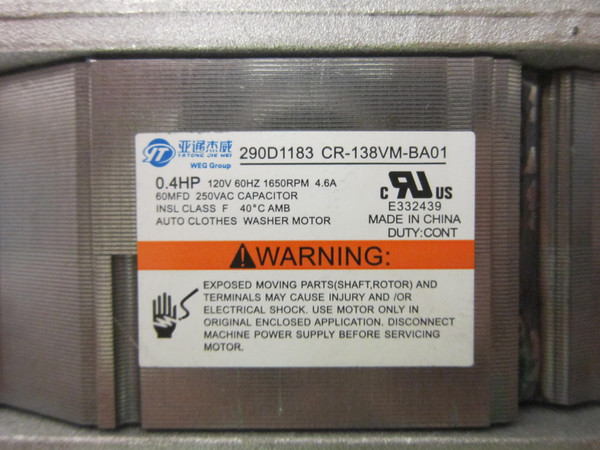 亚通杰威
YATONG JIE WEI
WEG Group
290D1183 CR-138VM-BA01
0.4HP 120V 60HZ 1650RPM 4.6A
60MFD 250VAC CAPACITOR
INSL CLASS F 40°C AMB
AUTO CLOTHES WASHER MOTOR
c RU US
E332439
MADE IN CHINA
DUTY:CONT
WARNING:
EXPOSED MOVING PARTS(SHAFT,ROTOR) AND
TERMINALS MAY CAUSE INJURY AND /OR
ELECTRICAL SHOCK. USE MOTOR ONLY IN
ORIGINAL ENCLOSED APPLICATION. DISCONNECT
MACHINE POWER SUPPLY BEFORE SERVICING
MOTOR.